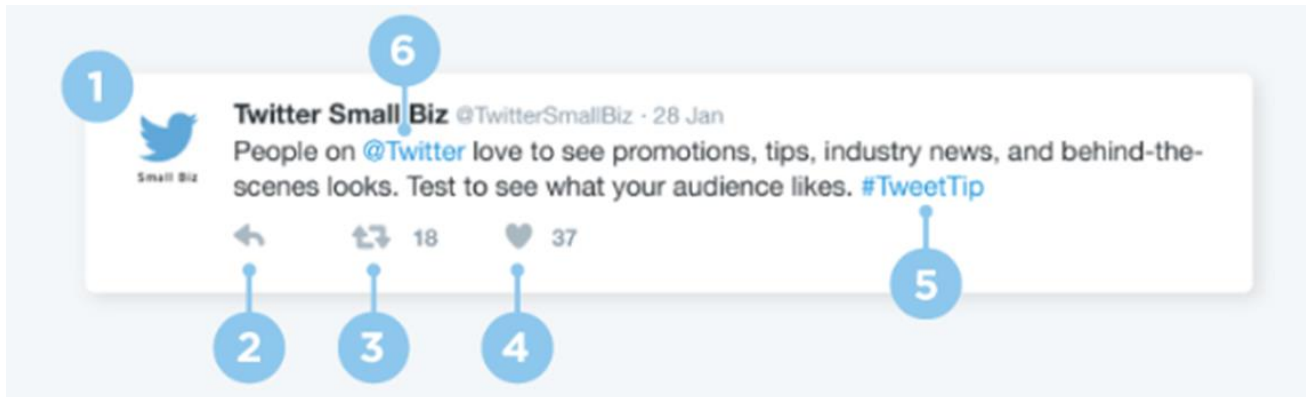 6
1
Twitter Small Biz @TwitterSmallBiz · 28 Jan
People on @Twitter love to see promotions, tips, industry news, and behind-the-
Small Biz
scenes looks. Test to see what your audience likes. #TweetTip
18 37
5
2 3 4